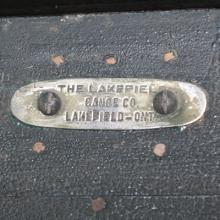 THE LAKEFIELD
CANOE CO.
LAKEFIELD-ONT